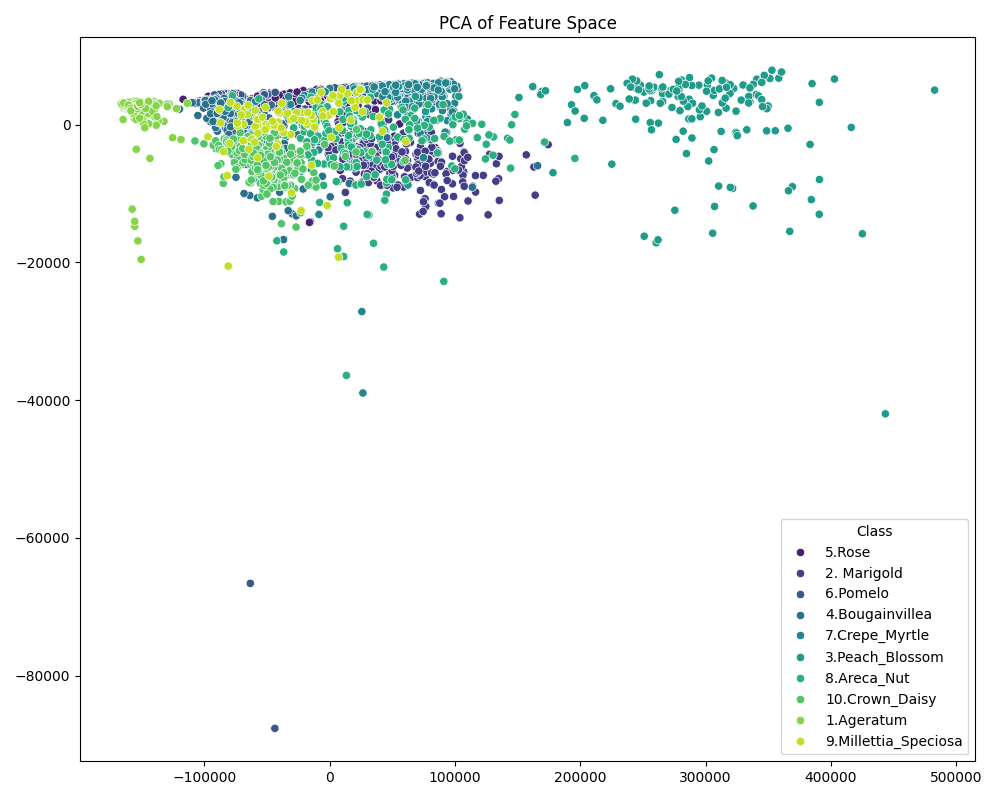 PCA of Feature Space
0
−20000
−40000
−60000
−80000
−100000
0
100000
200000
300000
400000
500000
Class
5.Rose
2. Marigold
6.Pomelo
4.Bougainvillea
7.Crepe_Myrtle
3.Peach_Blossom
8.Areca_Nut
10.Crown_Daisy
1.Ageratum
9.Millettia_Speciosa